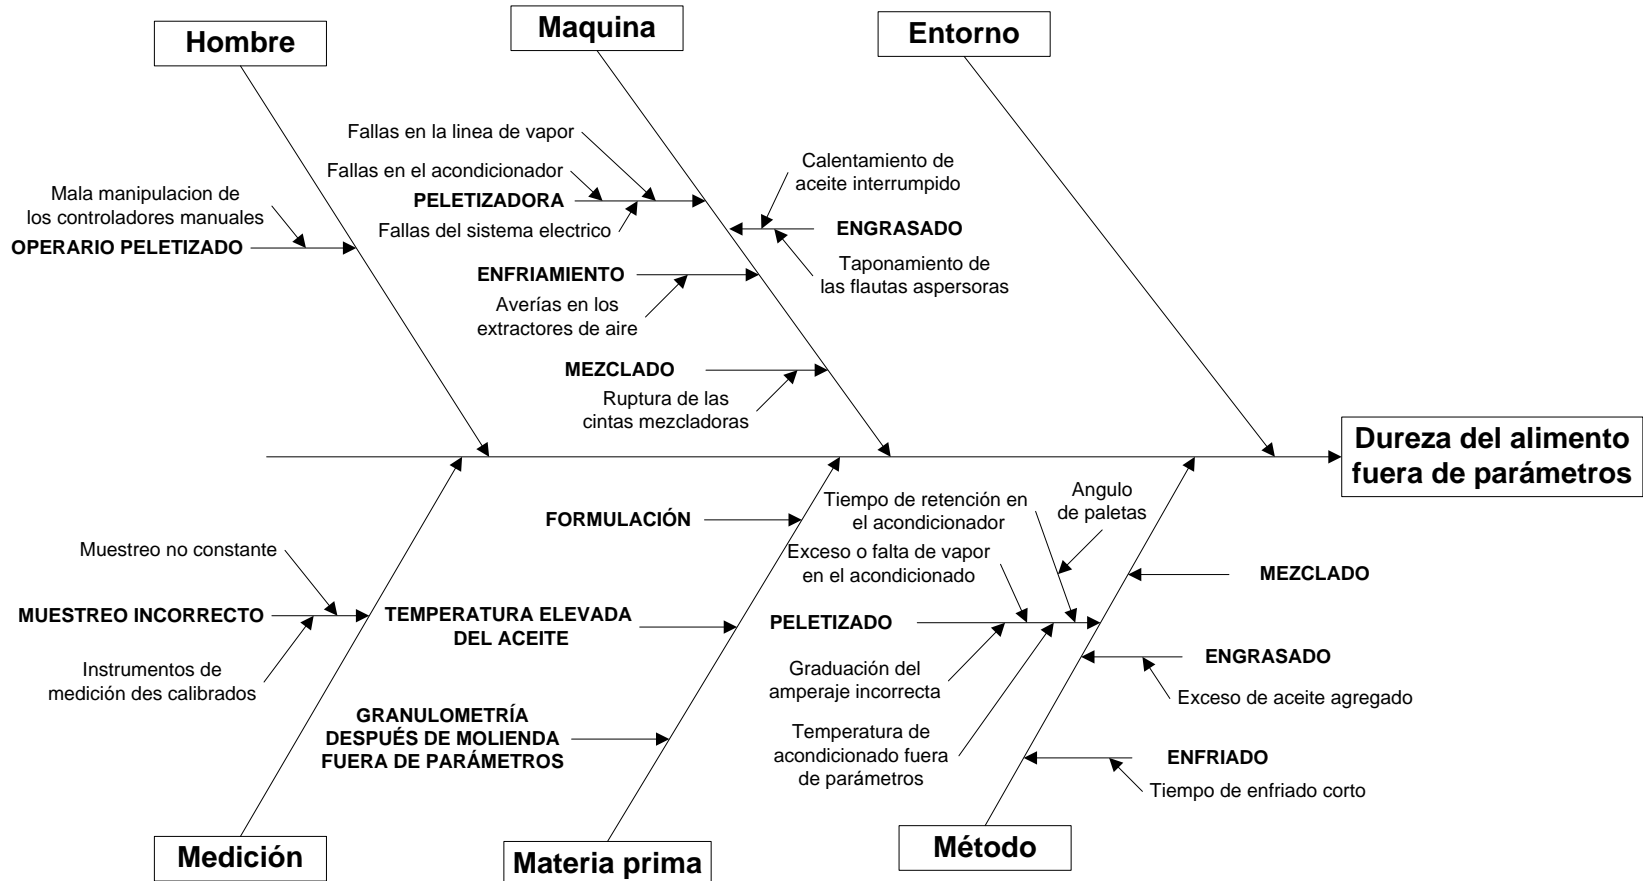 Hombre
Maquina
Entorno
Fallas en la linea de vapor
Fallas en el acondicionador
PELETIZADORA
Fallas del sistema electrico
Calentamiento de
aceite interrumpido
ENGRASADO
Taponamiento de
las flautas aspersoras
Mala manipulacion de
los controladores manuales
OPERARIO PELETIZADO
ENFRIAMIENTO
Averías en los
extractores de aire
MEZCLADO
Ruptura de las
cintas mezcladoras
Dureza del alimento
fuera de parámetros
FORMULACIÓN
Tiempo de retención en
el acondicionador
Angulo
de paletas
Exceso o falta de vapor
en el acondicionado
Muestreo no constante
MUESTREO INCORRECTO
Instrumentos de
medición des calibrados
TEMPERATURA ELEVADA
DEL ACEITE
PELETIZADO
MEZCLADO
ENGRASADO
Exceso de aceite agregado
Graduación del
amperaje incorrecta
GRANULOMETRÍA
DESPUÉS DE MOLIENDA
FUERA DE PARÁMETROS
Temperatura de
acondicionado fuera
de parámetros
ENFRIADO
Tiempo de enfriado corto
Medición
Materia prima
Método